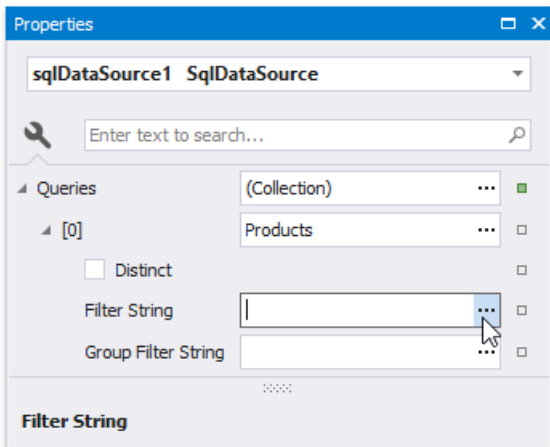 Properties
sqlDataSource1 SqlDataSource
Enter text to search...
Queries (Collection) ...
[0] Products ...
Distinct
Filter String ...
Group Filter String ...
Filter String